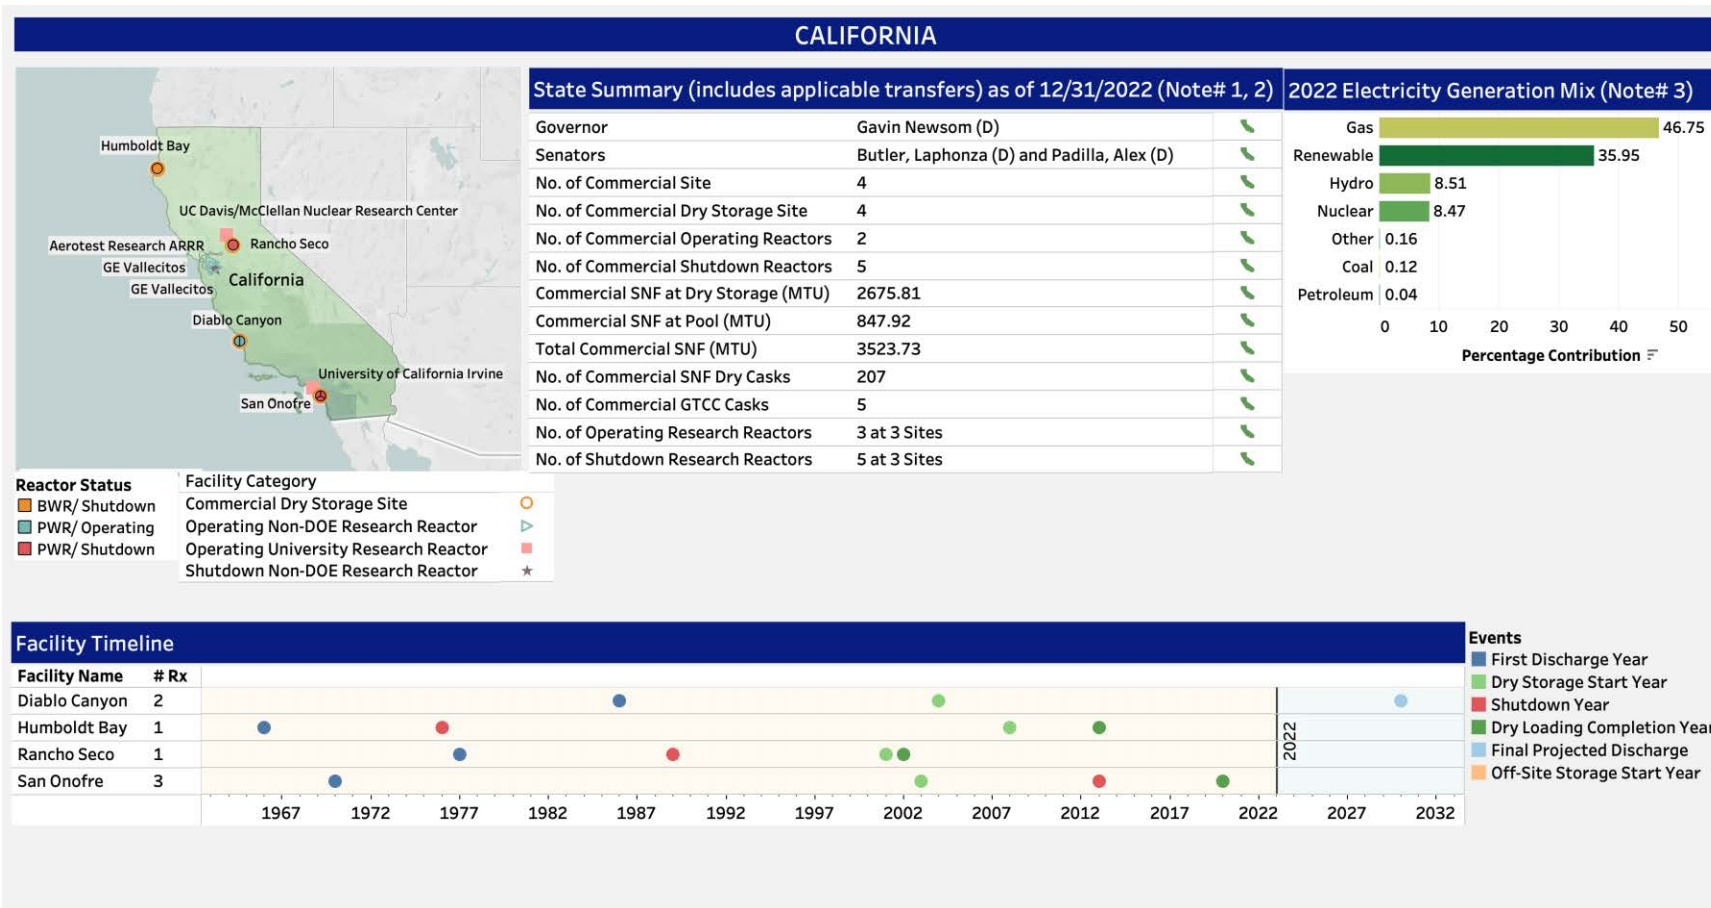 CALIFORNIA
Humboldt Bay
UC Davis/McClellan Nuclear Research Center
Aerotest Research ARRR
Rancho Seco
GE Vallecitos
California
GE Vallecitos
Diablo Canyon
University of California Irvine
San Onofre
State Summary (includes applicable transfers) as of 12/31/2022 (Note# 1, 2)
Governor Gavin Newsom (D)
Senators Butler, Laphonza (D) and Padilla, Alex (D)
No. of Commercial Site 4
No. of Commercial Dry Storage Site 4
No. of Commercial Operating Reactors 2
No. of Commercial Shutdown Reactors 5
Commercial SNF at Dry Storage (MTU) 2675.81
Commercial SNF at Pool (MTU) 847.92
Total Commercial SNF (MTU) 3523.73
No. of Commercial SNF Dry Casks 207
No. of Commercial GTCC Casks 5
No. of Operating Research Reactors 3 at 3 Sites
No. of Shutdown Research Reactors 5 at 3 Sites
2022 Electricity Generation Mix (Note# 3)
Gas 46.75
Renewable 35.95
Hydro 8.51
Nuclear 8.47
Other 0.16
Coal 0.12
Petroleum 0.04
0 10 20 30 40 50
Percentage Contribution
Reactor Status
BWR/ Shutdown
PWR/ Operating
PWR/ Shutdown
Facility Category
Commercial Dry Storage Site
Operating Non-DOE Research Reactor
Operating University Research Reactor
Shutdown Non-DOE Research Reactor
Facility Timeline
Facility Name # Rx
Diablo Canyon 2
Humboldt Bay 1
Rancho Seco 1
San Onofre 3
2022
1967 1972 1977 1982 1987 1992 1997 2002 2007 2012 2017 2022 2027 2032
Events
First Discharge Year
Dry Storage Start Year
Shutdown Year
Dry Loading Completion Year
Final Projected Discharge
Off-Site Storage Start Year